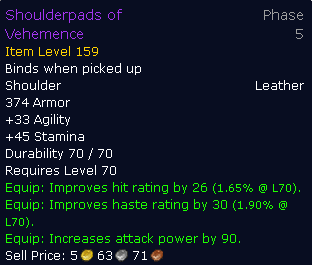 Shoulderpads of Phase
Vehemence 5
Item Level 159
Binds when picked up
Shoulder Leather
374 Armor
+33 Agility
+45 Stamina
Durability 70 / 70
Requires Level 70
Equip: Improves hit rating by 26 (1.65% @ L70).
Equip: Improves haste rating by 30 (1.90% @
L70).
Equip: Increases attack power by 90.
Sell Price: 5 63 71